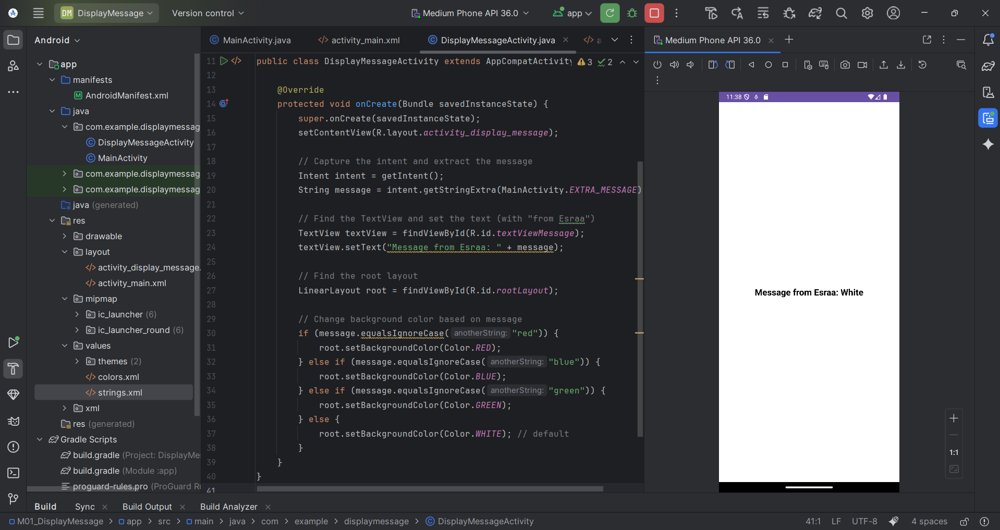 DM DisplayMessage
Version control
Medium Phone API 36.0
app
Android
MainActivity.java
activity_main.xml
DisplayMessageActivity.java
a
Medium Phone API 36.0
app
manifests
AndroidManifest.xml
java
com.example.displaymessag
DisplayMessageActivity
MainActivity
com.example.displaymessag
com.example.displaymessag
java (generated)
res
drawable
layout
activity_display_message.
activity_main.xml
mipmap
ic_launcher (6)
ic_launcher_round (6)
values
themes (2)
colors.xml
strings.xml
xml
res (generated)
Gradle Scripts
build.gradle (Project: DisplayMe
build.gradle (Module :app)
proguard-rules.pro (ProGuard Ru
11 public class DisplayMessageActivity extends AppCompatActivity 3 2
12
13 @Override
14 protected void onCreate(Bundle savedInstanceState) {
15 super.onCreate(savedInstanceState);
16 setContentView(R.layout.activity_display_message);
17
18 // Capture the intent and extract the message
19 Intent intent = getIntent();
20 String message = intent.getStringExtra(MainActivity.EXTRA_MESSAGE)
21
22 // Find the TextView and set the text (with "from Esraa")
23 TextView textView = findViewById(R.id.textViewMessage);
24 textView.setText("Message from Esraa: " + message);
25
26 // Find the root layout
27 LinearLayout root = findViewById(R.id.rootLayout);
28
29 // Change background color based on message
30 if (message.equalsIgnoreCase( anotherString: "red")) {
31 root.setBackgroundColor(Color.RED);
32 } else if (message.equalsIgnoreCase( anotherString: "blue")) {
33 root.setBackgroundColor(Color.BLUE);
34 } else if (message.equalsIgnoreCase( anotherString: "green")) {
35 root.setBackgroundColor(Color.GREEN);
36 } else {
37 root.setBackgroundColor(Color.WHITE); // default
38 }
39 }
40 }
41
11:38
Message from Esraa: White
1:1
Build
Sync
Build Output
Build Analyzer
M01_DisplayMessage > app > src > main > java > com > example > displaymessage > DisplayMessageActivity
41:1 LF UTF-8 4 spaces